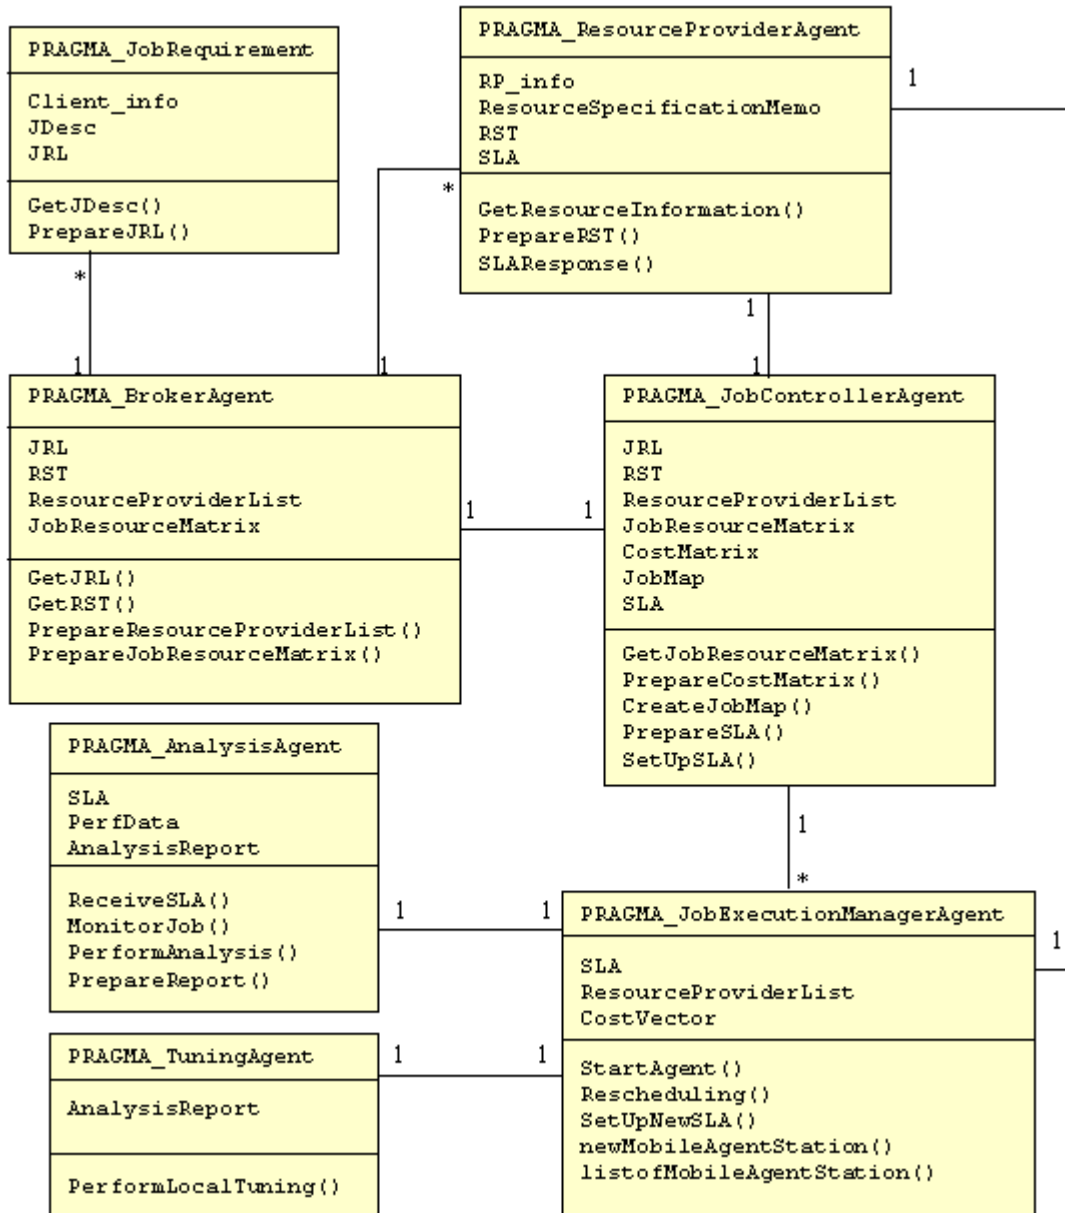 PRAGMA_JobRequirement
Client_info
JDesc
JRL
GetJDesc()
PrepareJRL()
PRAGMA_ResourceProviderAgent
RP_info
ResourceSpecificationMemo
RST
SLA
GetResourceInformation()
PrepareRST()
SLAResponse()
1
*
*
1
1
1
1
PRAGMA_BrokerAgent
JRL
RST
ResourceProviderList
JobResourceMatrix
GetJRL()
GetRST()
PrepareResourceProviderList()
PrepareJobResourceMatrix()
1
1
PRAGMA_JobControllerAgent
JRL
RST
ResourceProviderList
JobResourceMatrix
CostMatrix
JobMap
SLA
GetJobResourceMatrix()
PrepareCostMatrix()
CreateJobMap()
PrepareSLA()
SetUpSLA()
1
*
PRAGMA_AnalysisAgent
SLA
PerfData
AnalysisReport
ReceiveSLA()
MonitorJob()
PerformAnalysis()
PrepareReport()
1
1
PRAGMA_JobExecutionManagerAgent
SLA
ResourceProviderList
CostVector
StartAgent()
Rescheduling()
SetUpNewSLA()
newMobileAgentStation()
listofMobileAgentStation()
1
PRAGMA_TuningAgent
AnalysisReport
PerformLocalTuning()
1
1